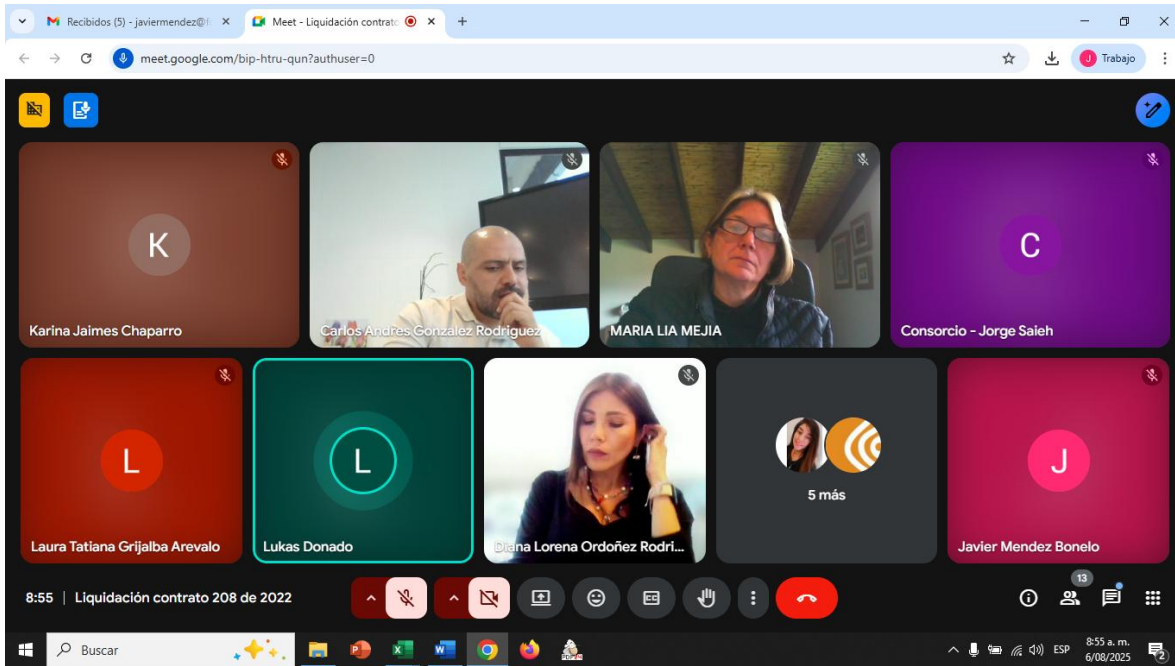 Recibidos (5) - javiermendez@f
Meet - Liquidación contrato
meet.google.com/bip-htru-qun?authuser=0
J
Trabajo
K
C
Karina Jaimes Chaparro
Carlos Andres Gonzalez Rodriguez
MARIA LIA MEJIA
Consorcio - Jorge Saieh
L
L
5 más
J
Laura Tatiana Grijalba Arevalo
Lukas Donado
Diana Lorena Ordoñez Rodri...
Javier Mendez Bonelo
8:55 | Liquidación contrato 208 de 2022
13
Buscar
ESP
8:55 a. m.
6/08/2025
2